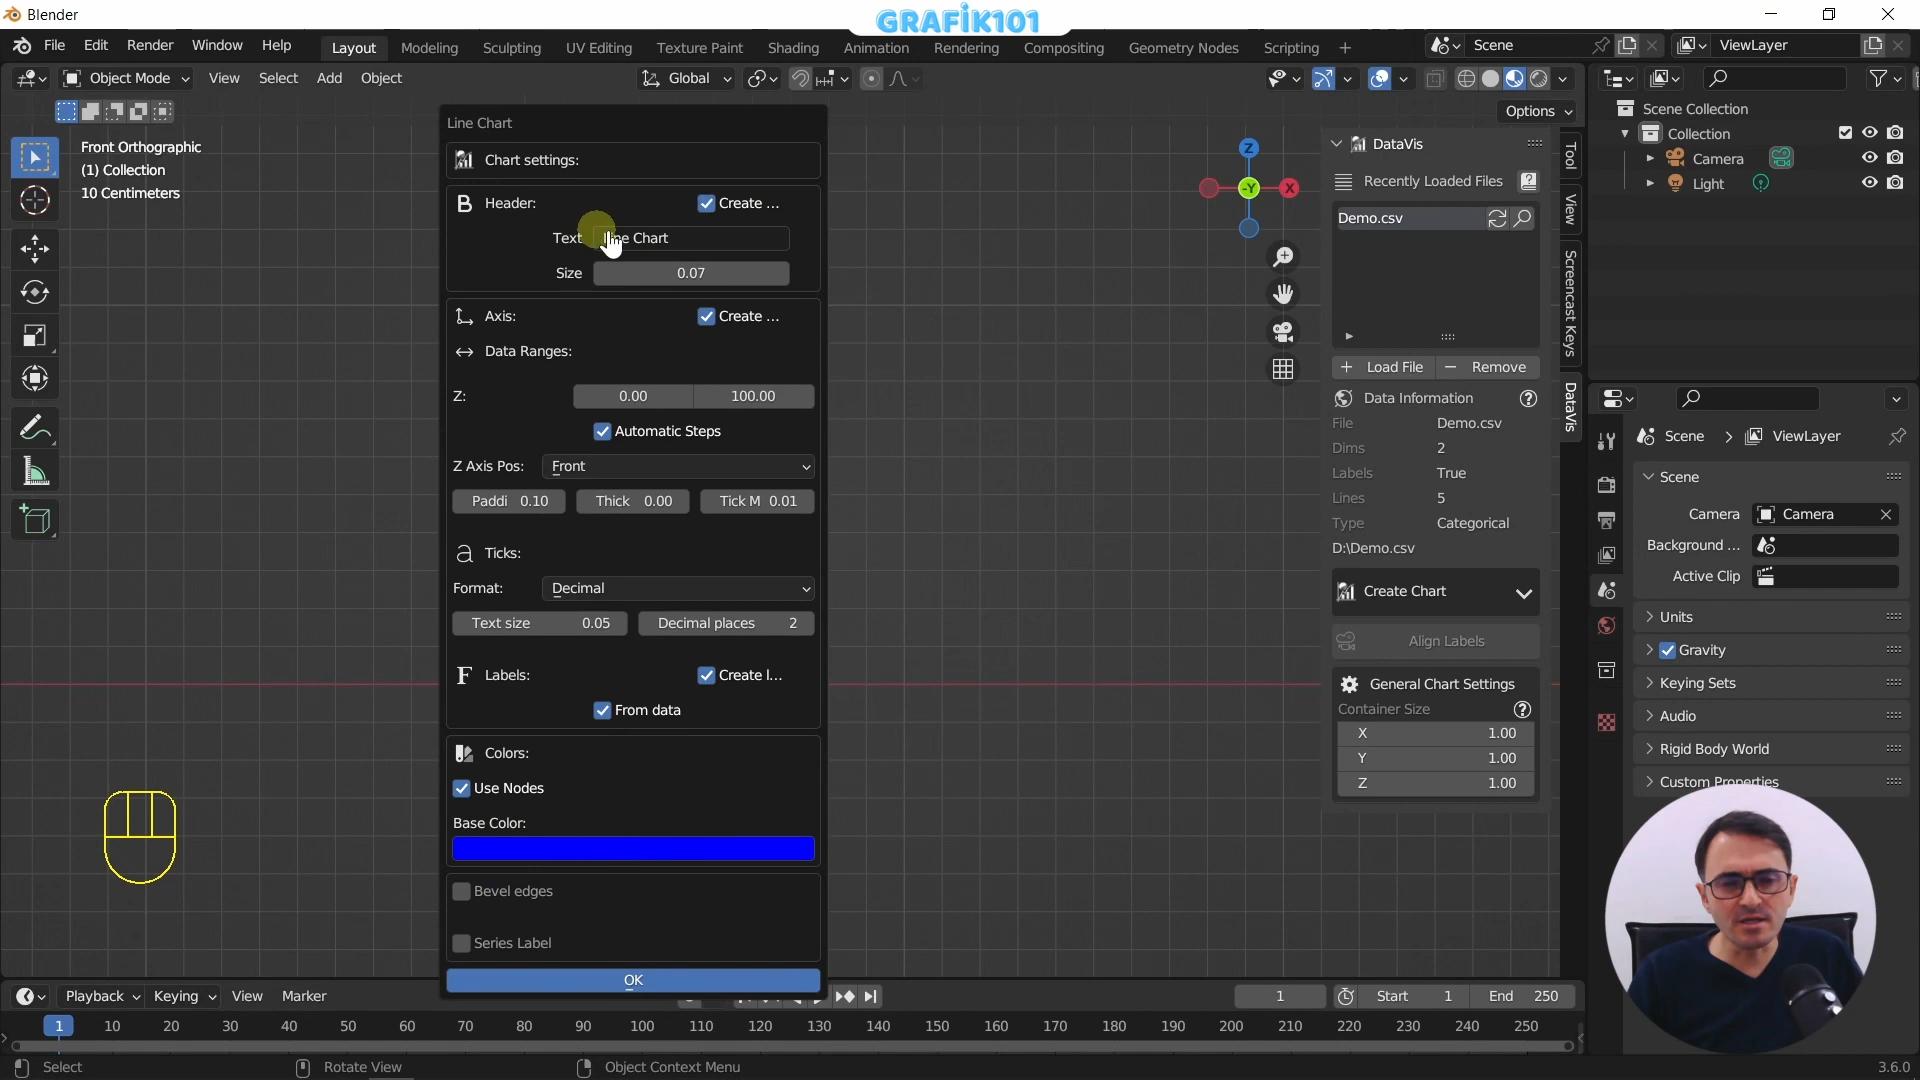 Blender
GRAFİK101
File Edit Render Window Help
Layout Modeling Sculpting UV Editing Texture Paint Shading Animation Rendering Compositing Geometry Nodes Scripting +
Scene
ViewLayer
Object Mode View Select Add Object
Global
Options
Front Orthographic
(1) Collection
10 Centimeters
Line Chart
Chart settings:
Header: Create ...
Text Line Chart
Size 0.07
Axis: Create ...
Data Ranges:
Z: 0.00 100.00
Automatic Steps
Z Axis Pos: Front
Paddi 0.10 Thick 0.00 Tick M 0.01
Ticks:
Format: Decimal
Text size 0.05 Decimal places 2
Labels: Create l...
From data
Colors:
Use Nodes
Base Color:
Bevel edges
Series Label
OK
Z
-Y X
DataVis
Recently Loaded Files
Demo.csv
Load File Remove
Data Information
File Demo.csv
Dims 2
Labels True
Lines 5
Type Categorical
D:\Demo.csv
Create Chart
Align Labels
General Chart Settings
Container Size
X 1.00
Y 1.00
Z 1.00
Tool
View
Screencast Keys
DataVis
Scene Collection
Collection
Camera
Light
Scene > ViewLayer
Scene
Camera Camera
Background ...
Active Clip
Units
Gravity
Keying Sets
Audio
Rigid Body World
Custom Properties
Playback Keying View Marker
1 Start 1 End 250
1 10 20 30 40 50 60 70 80 90 100 110 120 130 140 150 160 170 180 190 200 210 220 230 240 250
Select Rotate View Object Context Menu 3.6.0